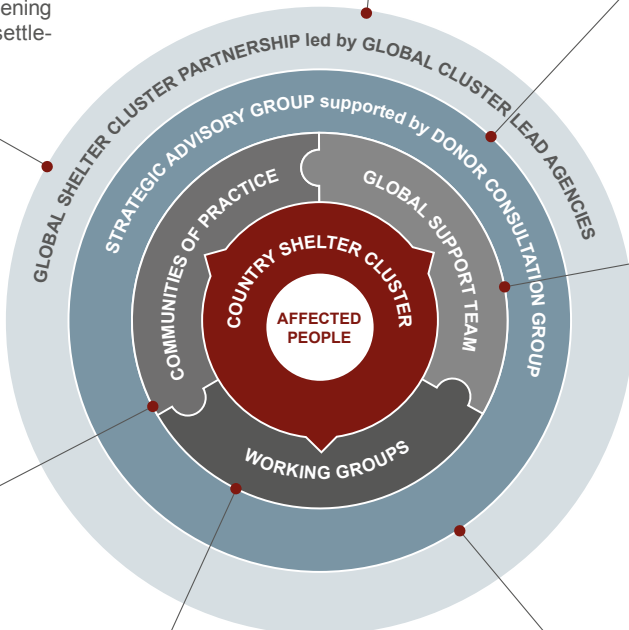 ening
settle-
GLOBAL SHELTER CLUSTER PARTNERSHIP led by GLOBAL CLUSTER LEAD AGENCIES
STRATEGIC ADVISORY GROUP supported by DONOR CONSULTATION GROUP
COMMUNITIES OF PRACTICE
GLOBAL SUPPORT TEAM
COUNTRY SHELTER CLUSTER
AFFECTED
PEOPLE
WORKING GROUPS